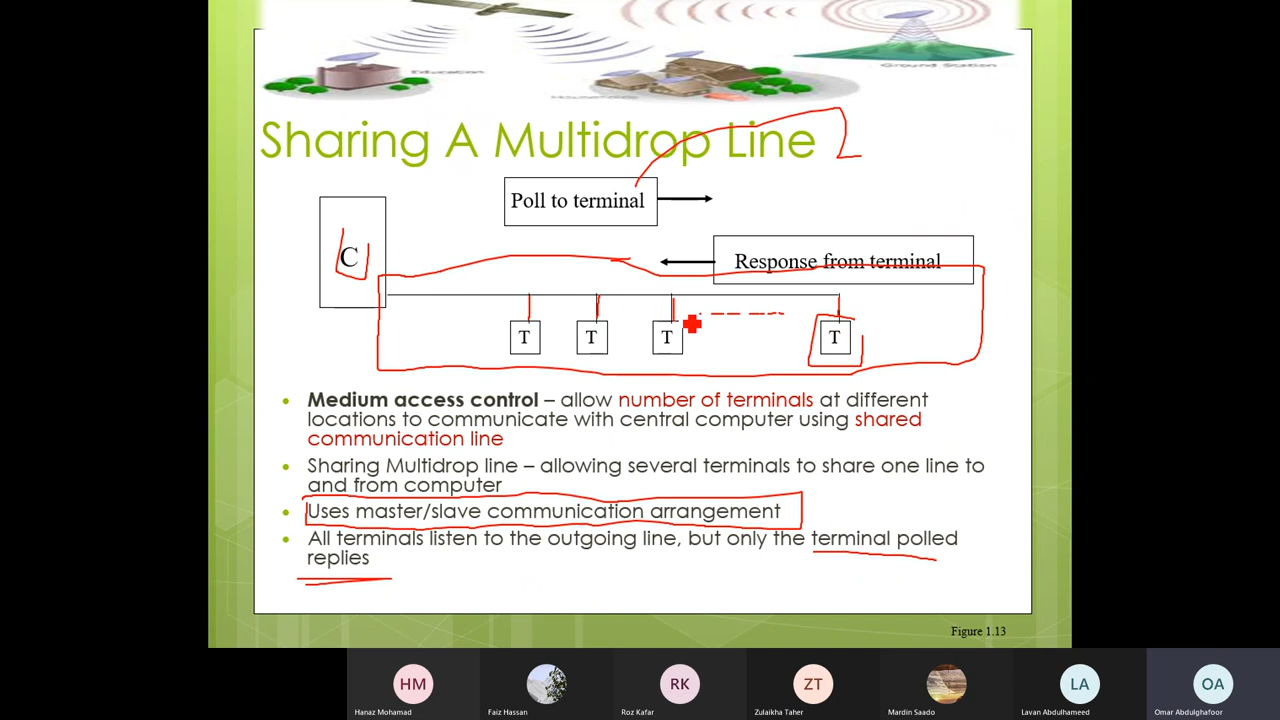 Education
Ground Station
Sharing A Multidrop Line
2
Poll to terminal
C
Response from terminal
T T T T
Medium access control – allow number of terminals at different
locations to communicate with central computer using shared
communication line
Sharing Multidrop line – allowing several terminals to share one line to
and from computer
Uses master/slave communication arrangement
All terminals listen to the outgoing line, but only the terminal polled
replies
Figure 1.13
HM RK ZT LA OA
Hanaz Mohamad Faiz Hassan Roz Kafar Zulaikha Taher Mardin Saado Lavan Abdulhameed Omar Abdulghafoor